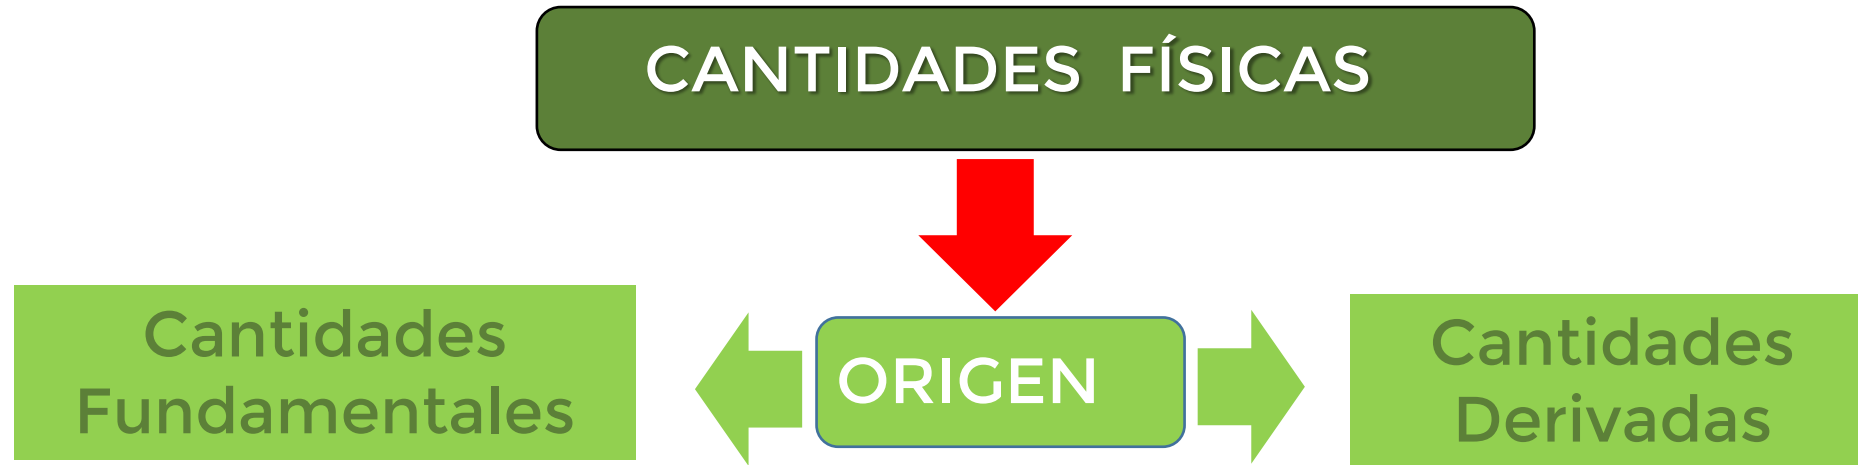 CANTIDADES FÍSICAS
Cantidades
Fundamentales
ORIGEN
Cantidades
Derivadas